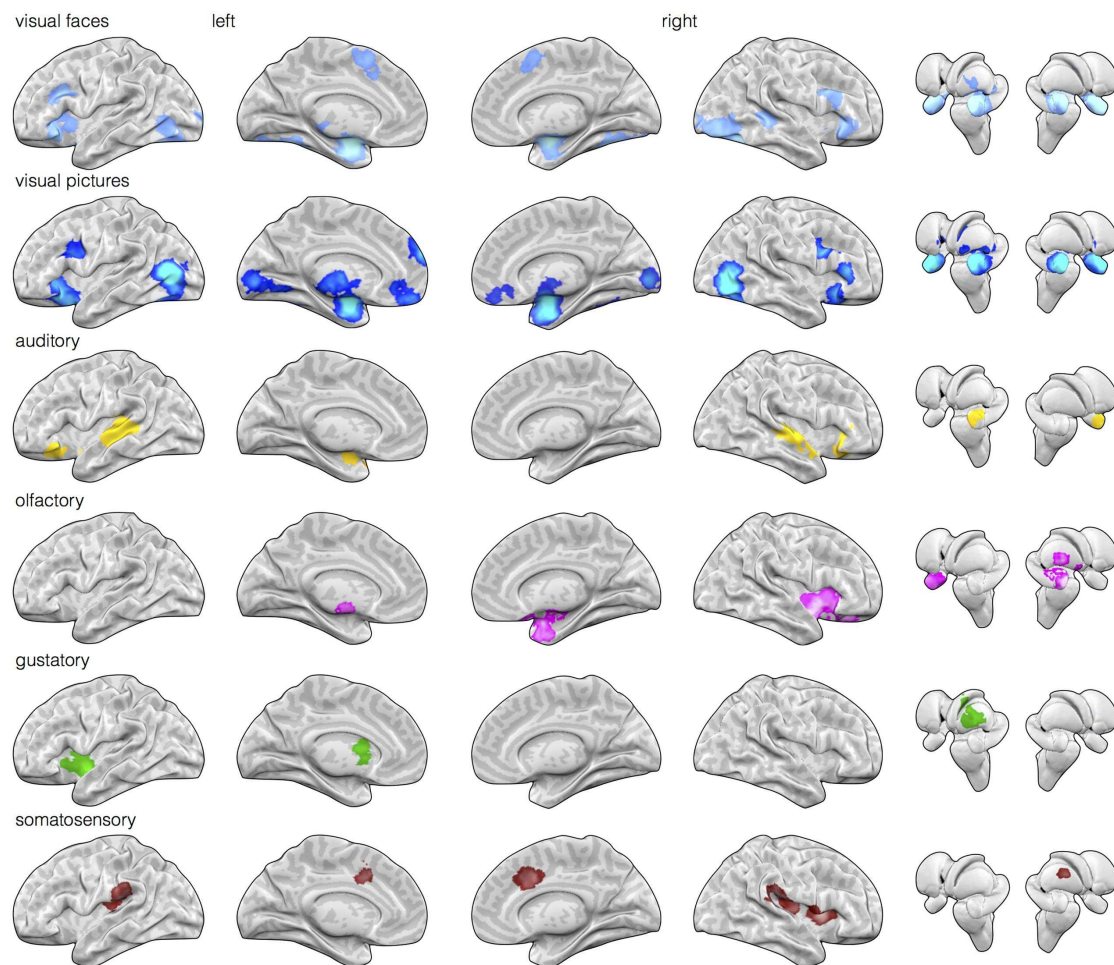 visual faces
left
right
visual pictures
auditory
olfactory
gustatory
somatosensory